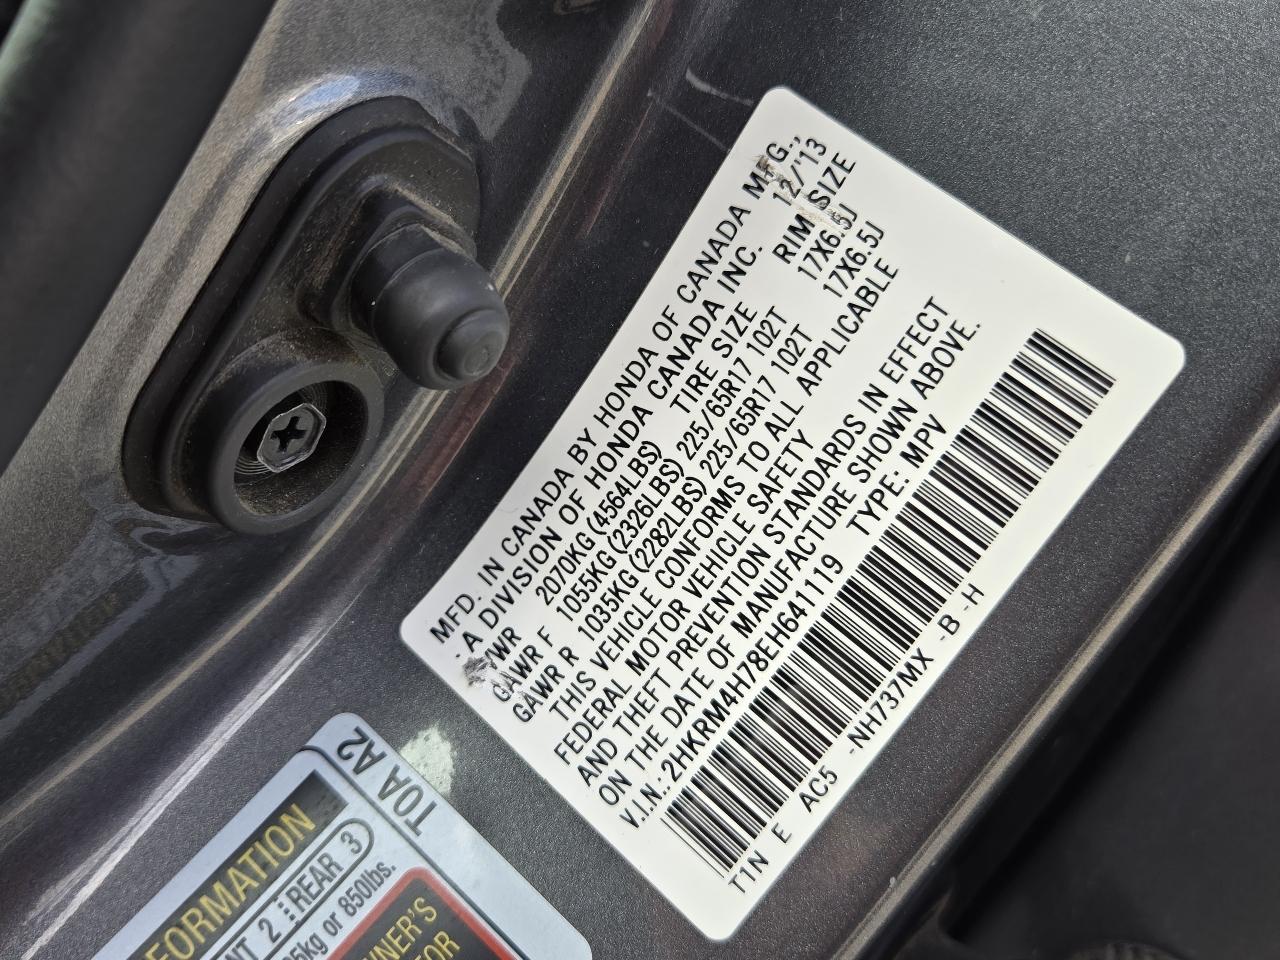 MFD. IN CANADA BY HONDA OF CANADA MFG.,
- A DIVISION OF HONDA CANADA INC. 12/'13
GVWR 2070KG (4564LBS) TIRE SIZE RIM SIZE
GAWR F 1055KG (2326LBS) 225/65R17 102T 17X6.5J
GAWR R 1035KG (2282LBS) 225/65R17 102T 17X6.5J
THIS VEHICLE CONFORMS TO ALL APPLICABLE
FEDERAL MOTOR VEHICLE SAFETY
AND THEFT PREVENTION STANDARDS IN EFFECT
ON THE DATE OF MANUFACTURE SHOWN ABOVE.
V.I.N.:2HKRM4H78EH641119 TYPE: MPV
T1N E AC5 -NH737MX -B -H
T0A A2
2 REAR 3
or 850lbs.